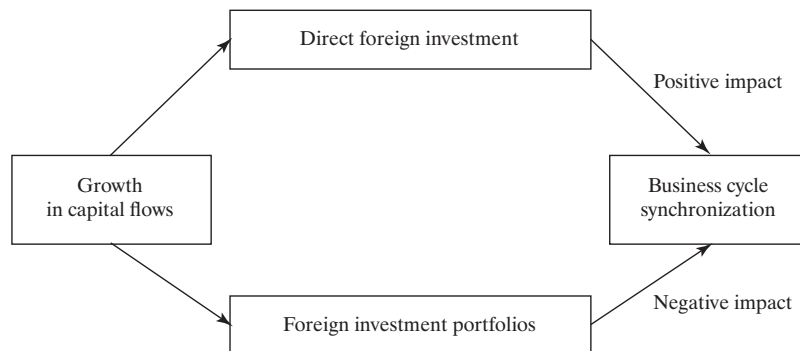 Direct foreign investment
Positive impact
Growth
in capital flows
Business cycle
synchronization
Negative impact
Foreign investment portfolios